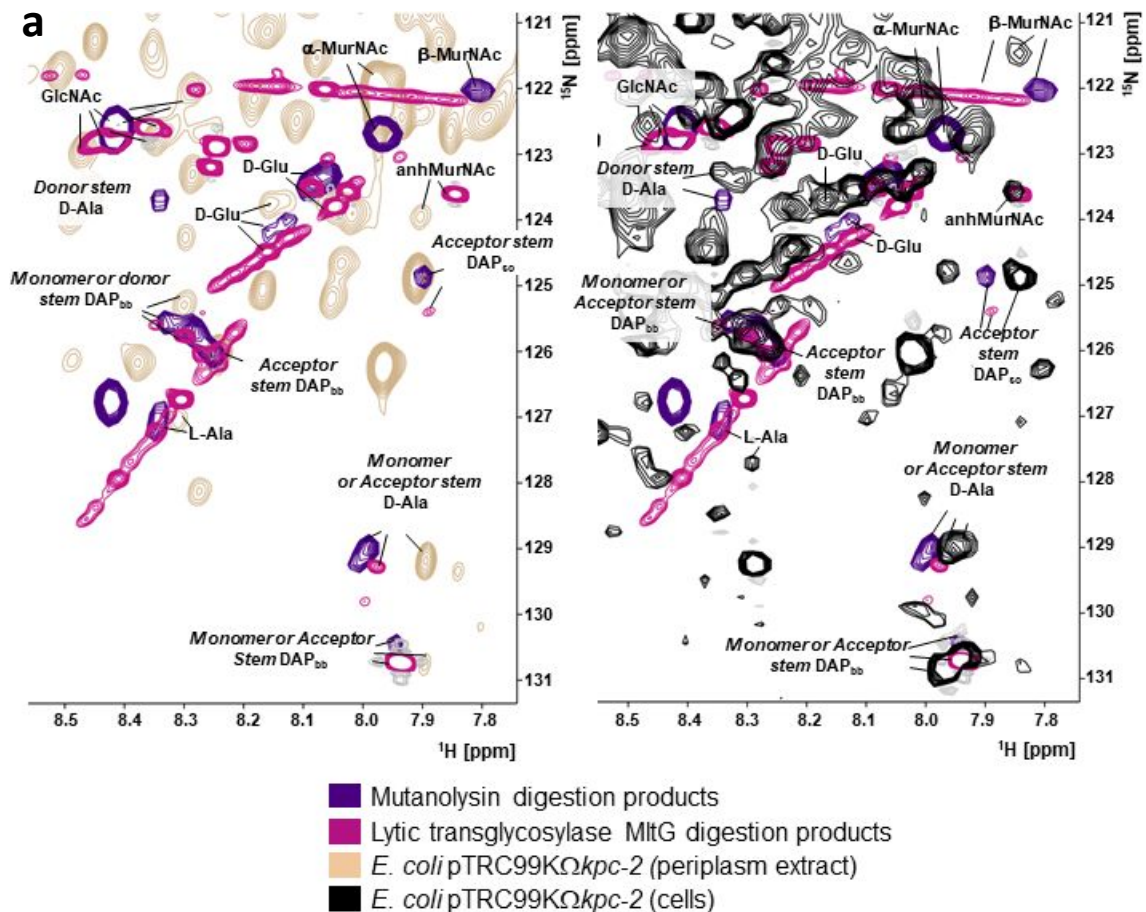 a
GlcNAc
α-MurNAc
β-MurNAc
Donor stem
D-Ala
D-Glu
anhMurNAc
D-Glu
Acceptor stem
DAPso
Monomer or donor
stem DAPbb
Acceptor
stem DAPbb
L-Ala
Monomer
or Acceptor stem
D-Ala
Monomer or Acceptor
Stem DAPbb
121
122
123
124
125
126
127
128
129
130
131
15N [ppm]
8.5 8.4 8.3 8.2 8.1 8.0 7.9 7.8
1H [ppm]
α-MurNAc
β-MurNAc
GlcNAc
Donor stem
D-Ala
D-Glu
anhMurNAc
D-Glu
Monomer or
Acceptor stem
DAPbb
Acceptor
stem
DAPbb
Acceptor
stem
DAPso
L-Ala
Monomer
or Acceptor stem
D-Ala
Monomer or Acceptor
stem DAPbb
121
122
123
124
125
126
127
128
129
130
131
15N [ppm]
8.5 8.4 8.3 8.2 8.1 8.0 7.9 7.8
1H [ppm]
Mutanolysin digestion products
Lytic transglycosylase MltG digestion products
E. coli pTRC99KΩkpc-2 (periplasm extract)
E. coli pTRC99KΩkpc-2 (cells)